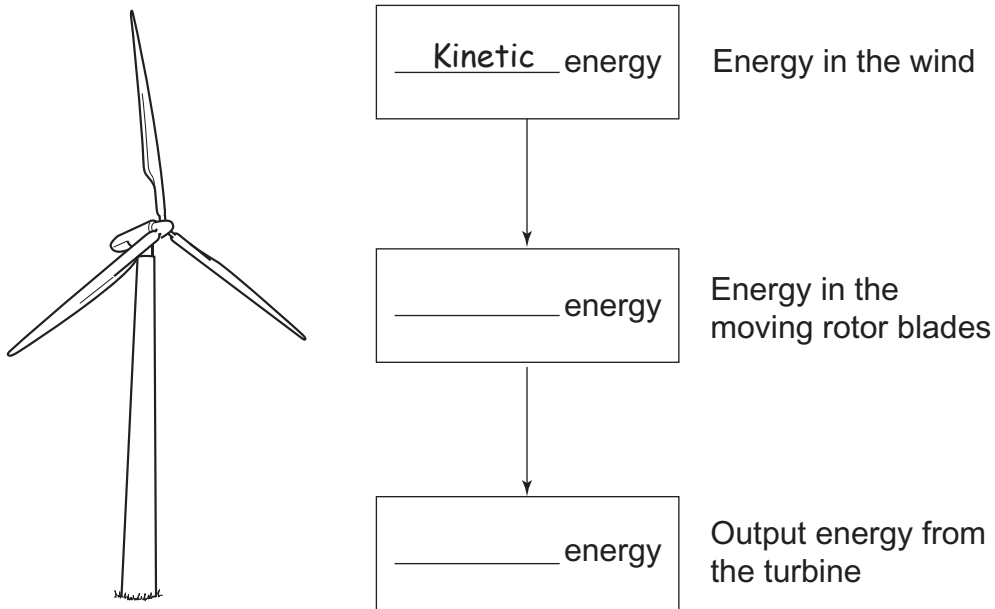 Kinetic energy
Energy in the wind
energy
Energy in the
moving rotor blades
energy
Output energy from
the turbine